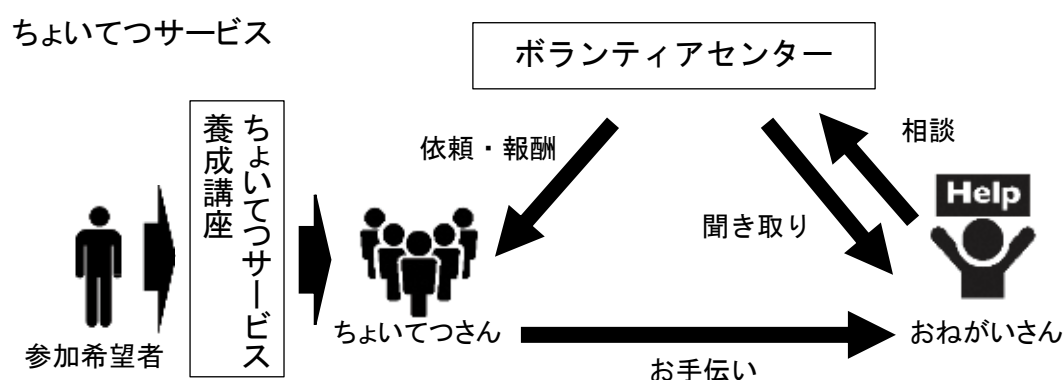 ちょいてつサービス
ボランティアセンター
ちょいてつサービス
養成講座
依頼・報酬
相談
Help
聞き取り
参加希望者
ちょいてつさん
おねがいさん
お手伝い